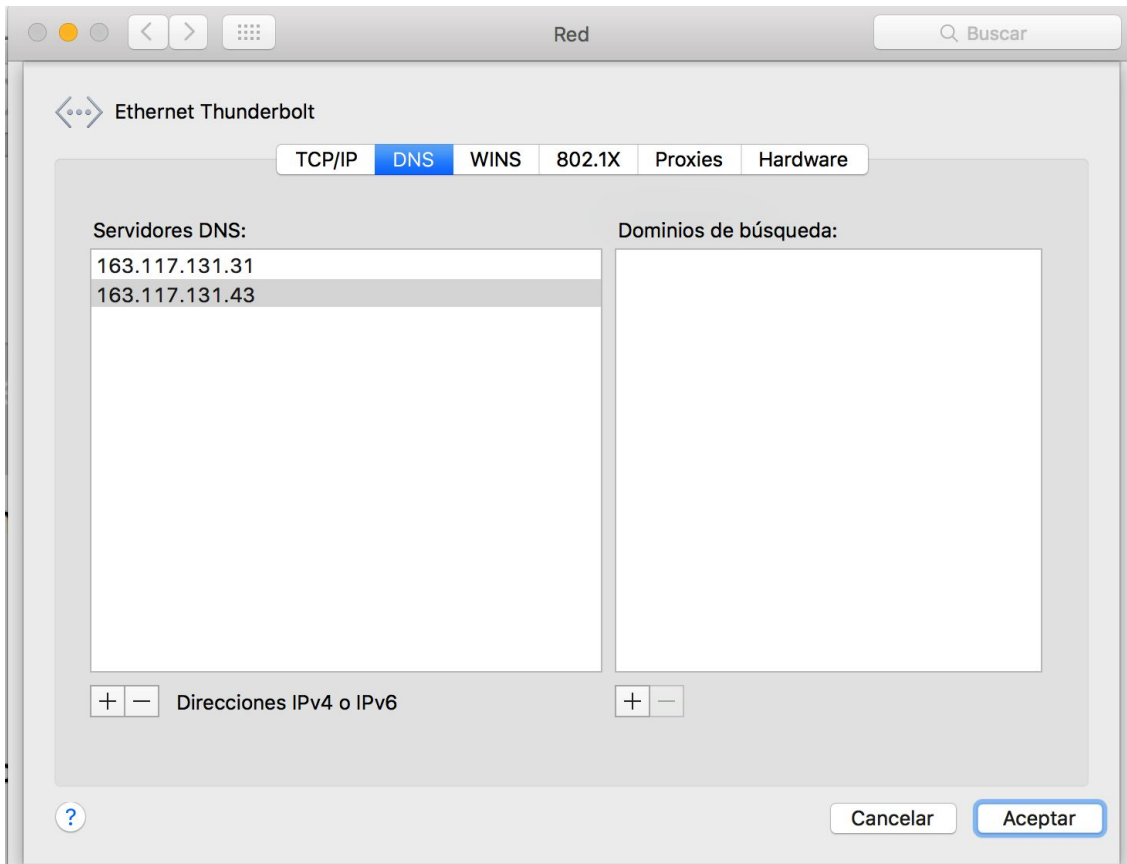 Red
Buscar
Ethernet Thunderbolt
TCP/IP DNS WINS 802.1X Proxies Hardware
Servidores DNS:
163.117.131.31
163.117.131.43
Dominios de búsqueda:
+ − Direcciones IPv4 o IPv6
+ −
?
Cancelar
Aceptar